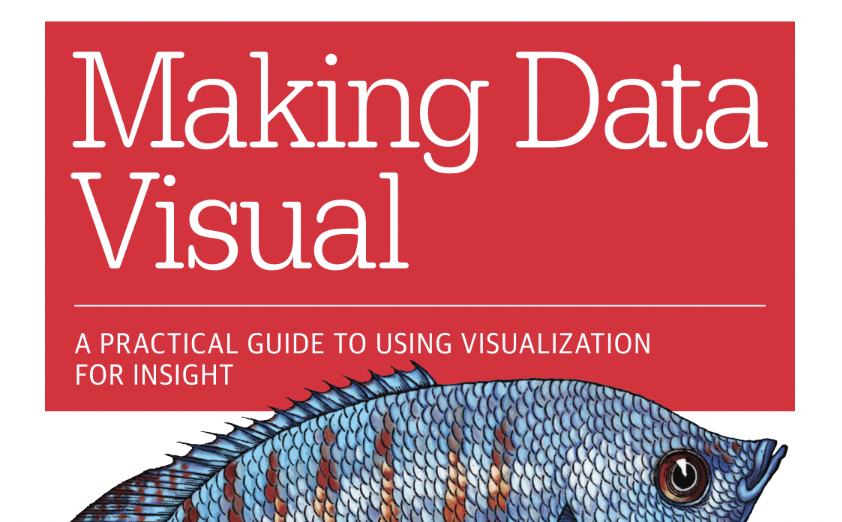 Making Data
Visual
A PRACTICAL GUIDE TO USING VISUALIZATION
FOR INSIGHT